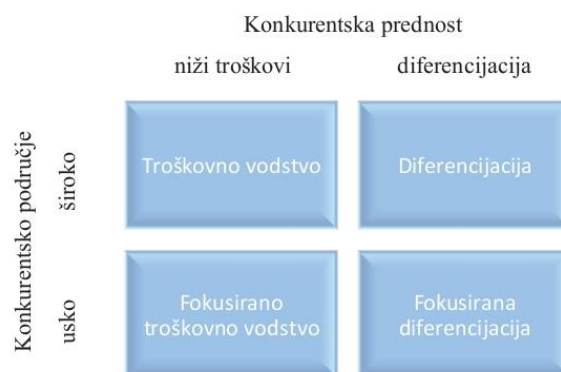 Konkurentska prednost
niži troškovi diferencijacija
Konkurentsko područje
široko
usko
Troškovno vodstvo
Diferencijacija
Fokusirano
troškovno vodstvo
Fokusirana
diferencijacija